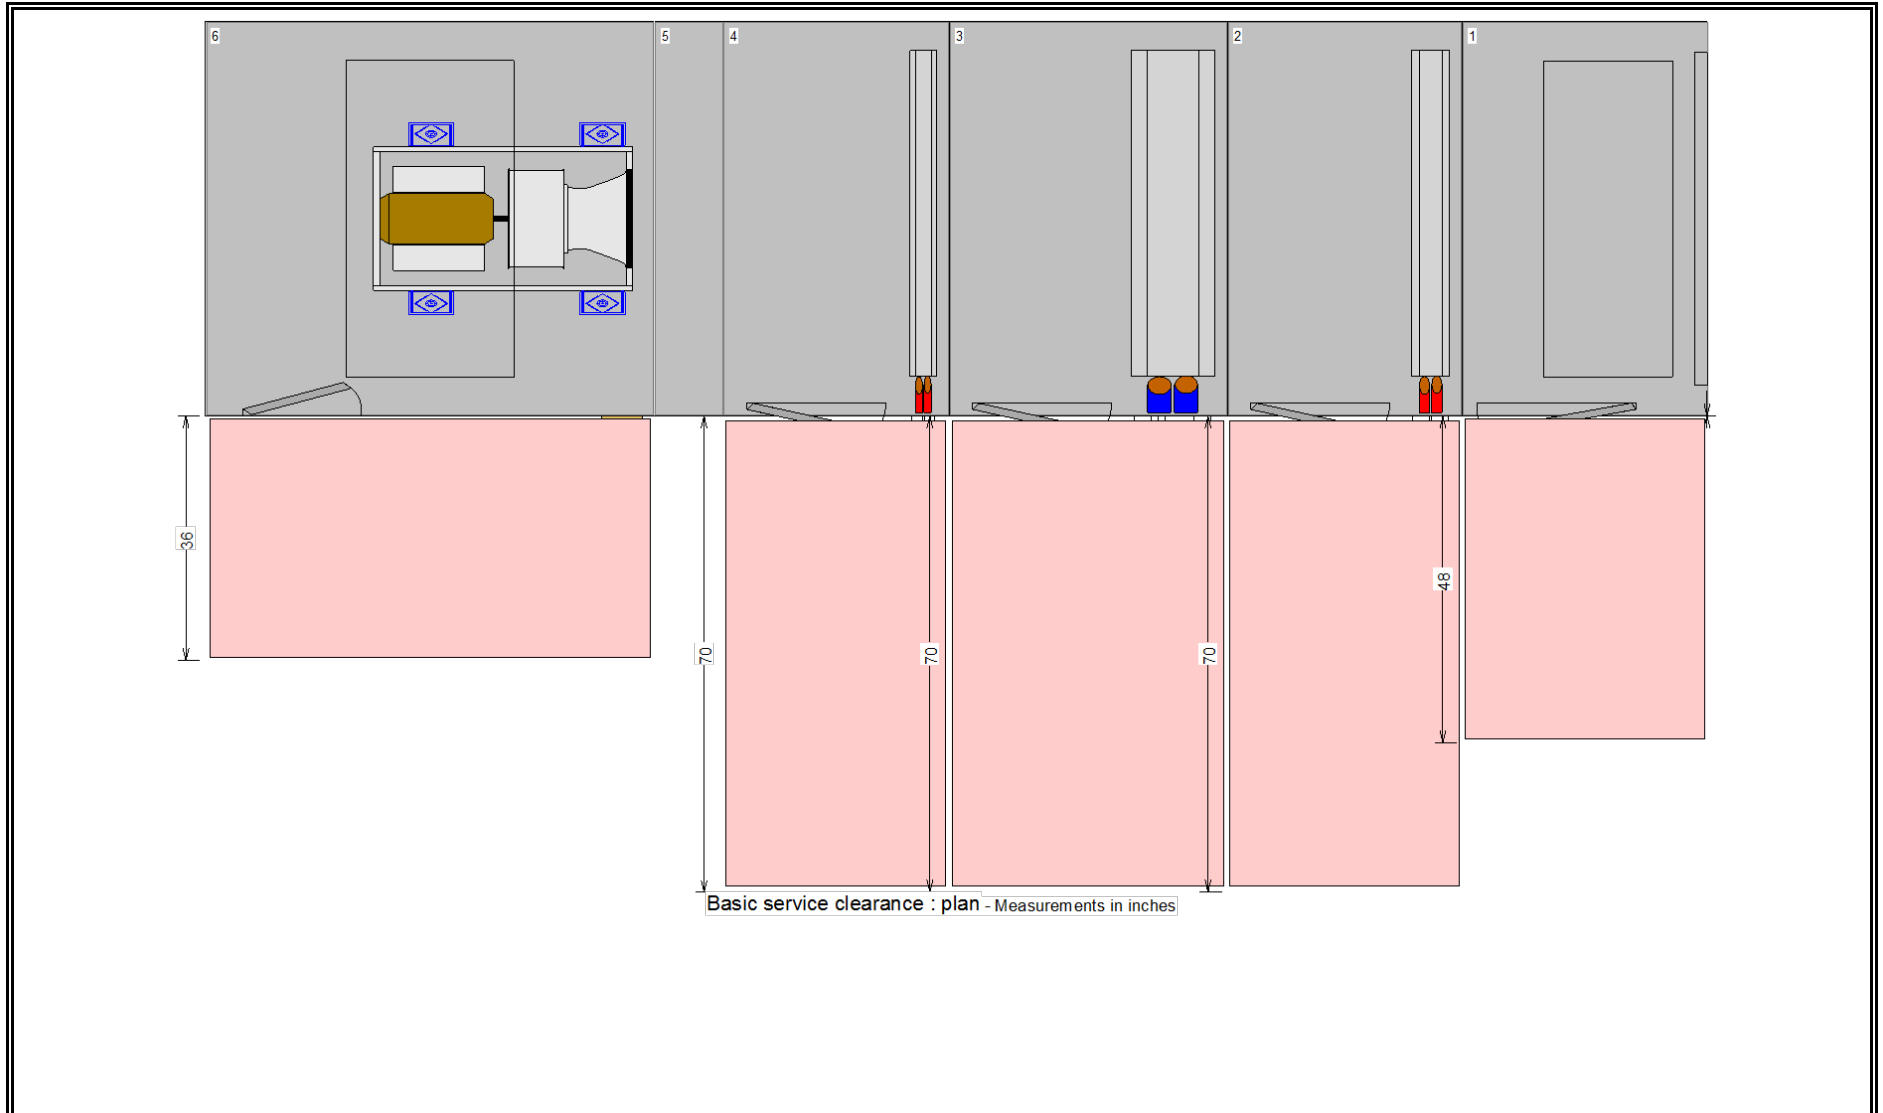 6 5 4 3 2 1
36
48
70 70 70
Basic service clearance : plan - Measurements in inches